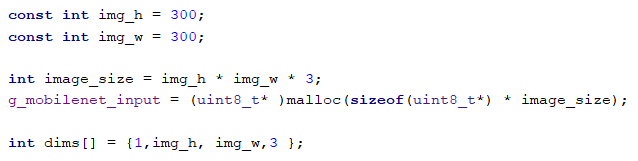 const int img_h = 300;
const int img_w = 300;
int image_size = img_h * img_w * 3;
g_mobilenet_input = (uint8_t* )malloc(sizeof(uint8_t*) * image_size);
int dims[] = {1,img_h, img_w,3 };